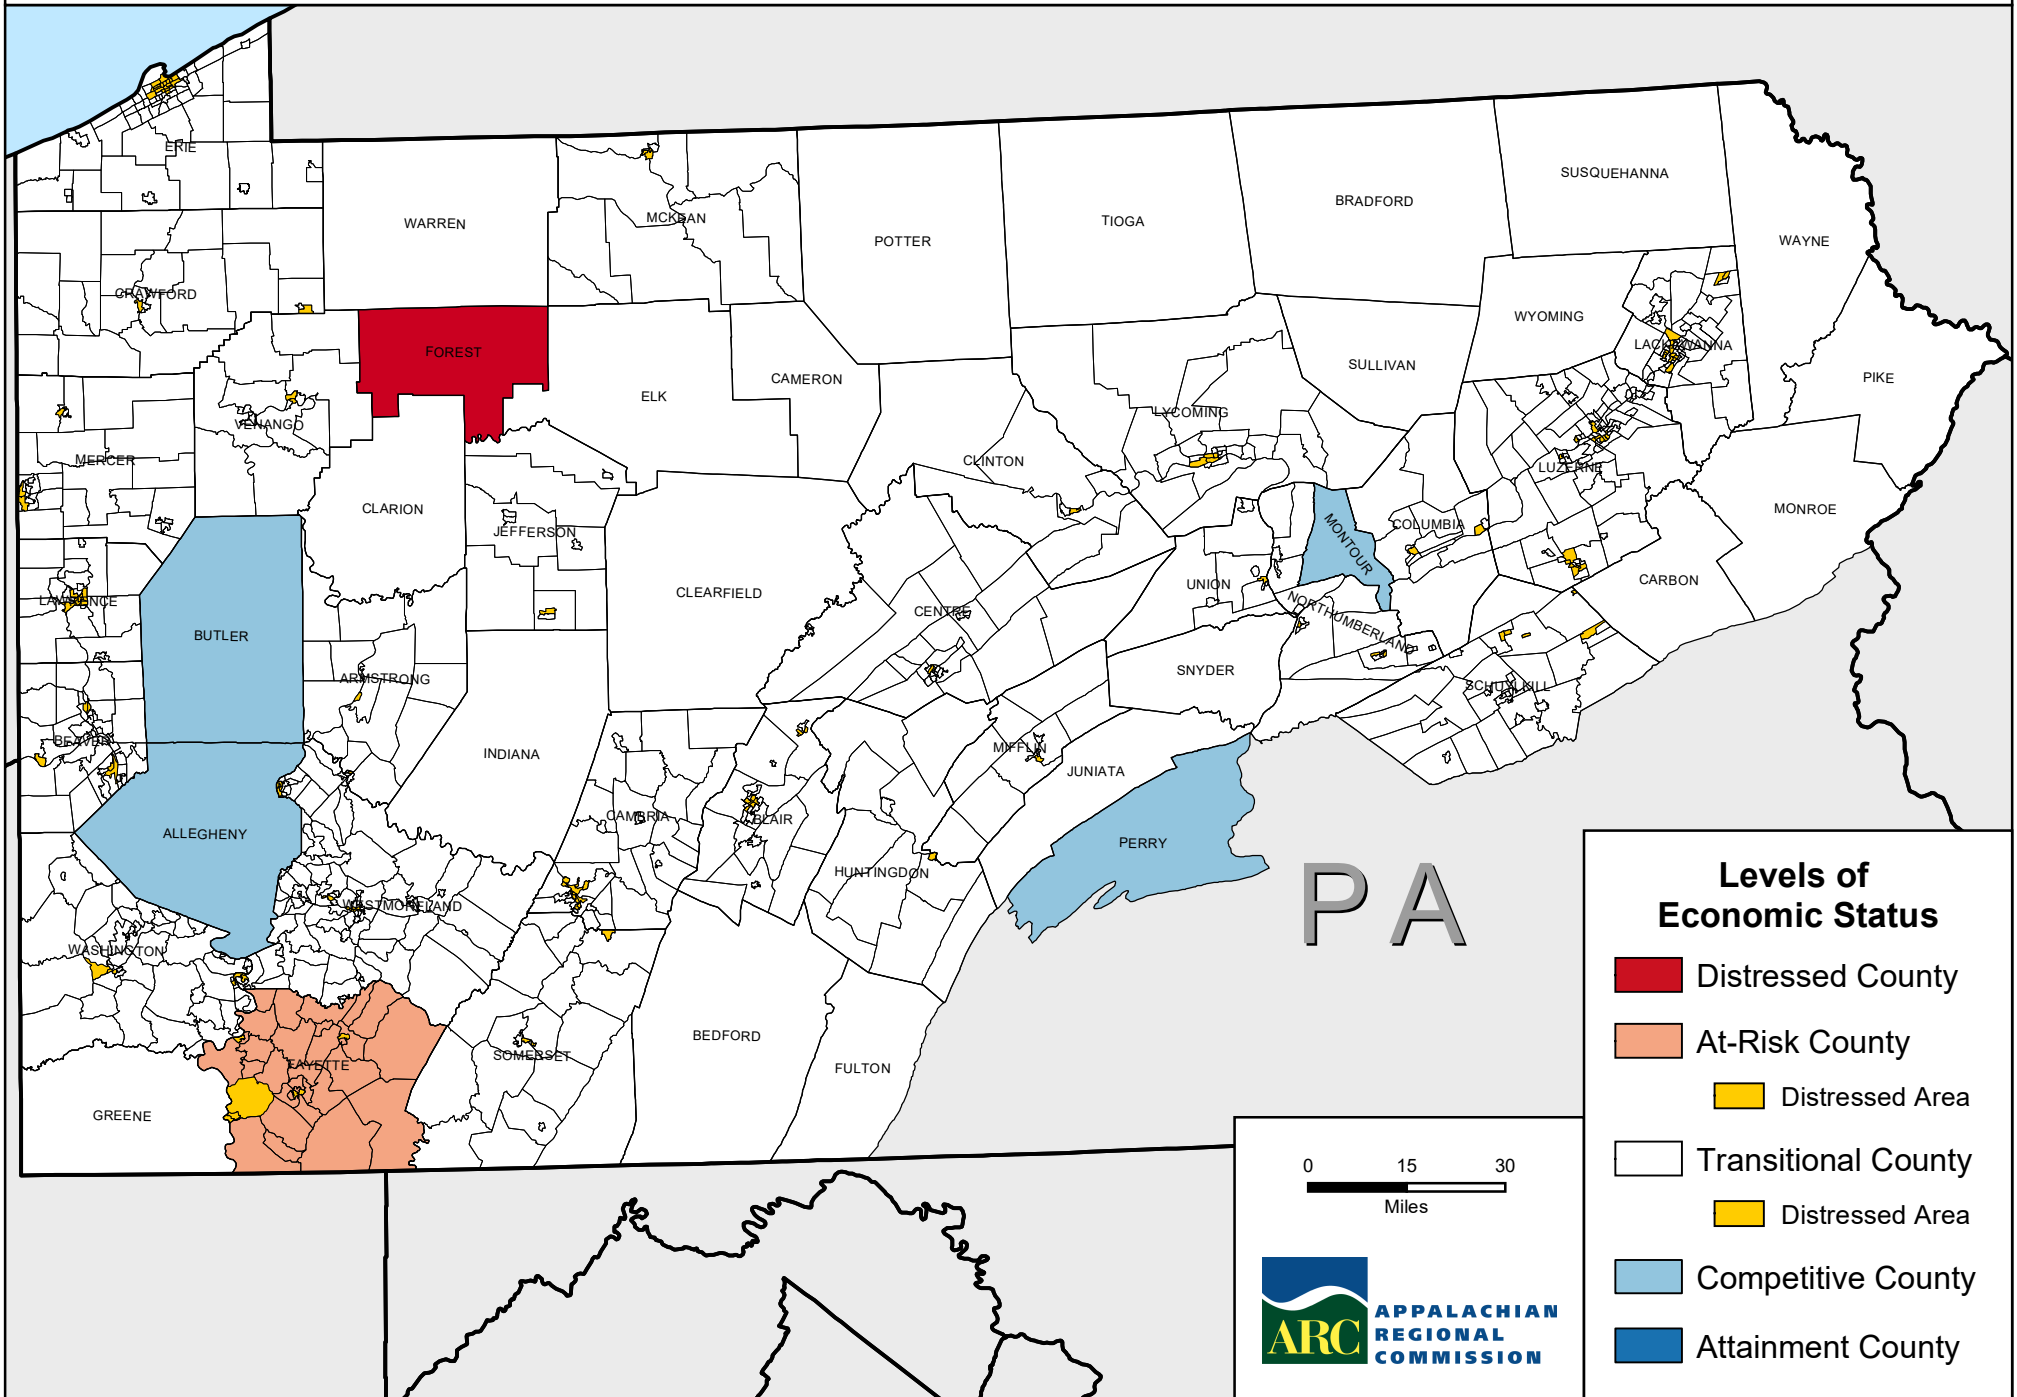 ERIE
WARREN
MCKEAN
POTTER
TIOGA
BRADFORD
SUSQUEHANNA
WAYNE
CRAWFORD
FOREST
WYOMING
LACKAWANNA
SULLIVAN
PIKE
ELK
CAMERON
VENANGO
LYCOMING
MERCER
CLINTON
LUZERNE
CLARION
JEFFERSON
MONTOUR
COLUMBIA
MONROE
CLEARFIELD
UNION
CARBON
LAWRENCE
CENTRE
NORTHUMBERLAND
BUTLER
ARMSTRONG
SNYDER
SCHUYLKILL
BEAVER
INDIANA
MIFFLIN
JUNIATA
ALLEGHENY
CAMBRIA
BLAIR
PERRY
HUNTINGDON
WESTMORELAND
PA
WASHINGTON
BEDFORD
SOMERSET
FAYETTE
FULTON
GREENE
Levels of
Economic Status
Distressed County
At-Risk County
Distressed Area
Transitional County
Distressed Area
Competitive County
Attainment County
0 15 30
Miles
ARC
APPALACHIAN
REGIONAL
COMMISSION